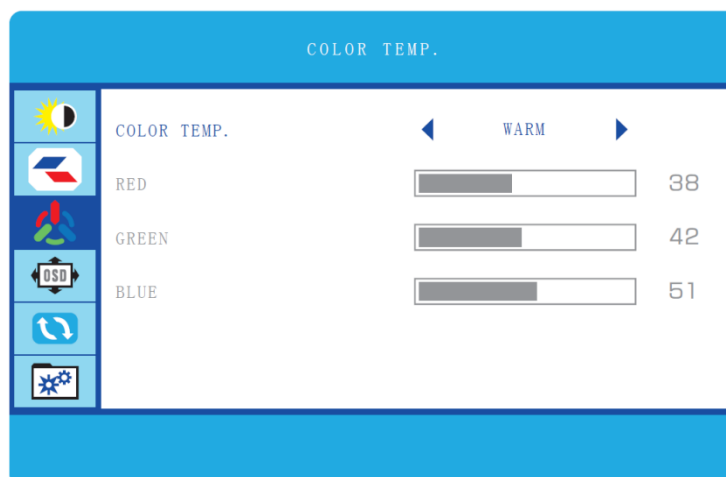 COLOR TEMP.
COLOR TEMP. WARM
RED 38
GREEN 42
OSD
BLUE 51